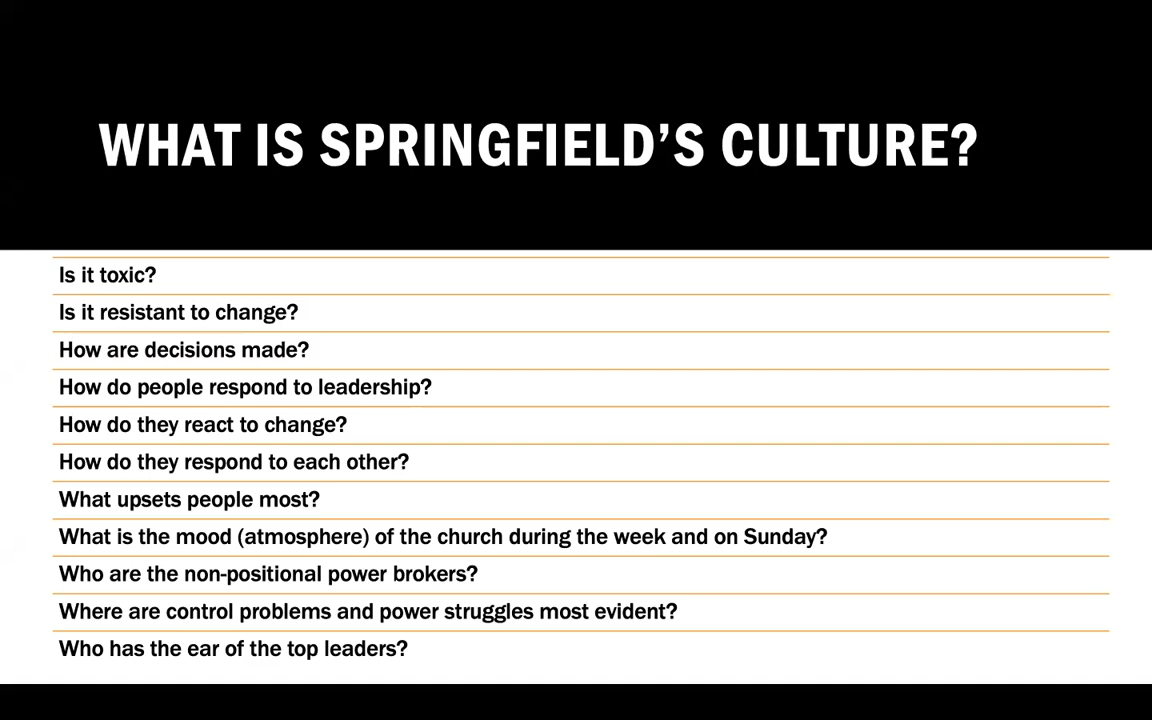 WHAT IS SPRINGFIELD’S CULTURE?
Is it toxic?
Is it resistant to change?
How are decisions made?
How do people respond to leadership?
How do they react to change?
How do they respond to each other?
What upsets people most?
What is the mood (atmosphere) of the church during the week and on Sunday?
Who are the non-positional power brokers?
Where are control problems and power struggles most evident?
Who has the ear of the top leaders?